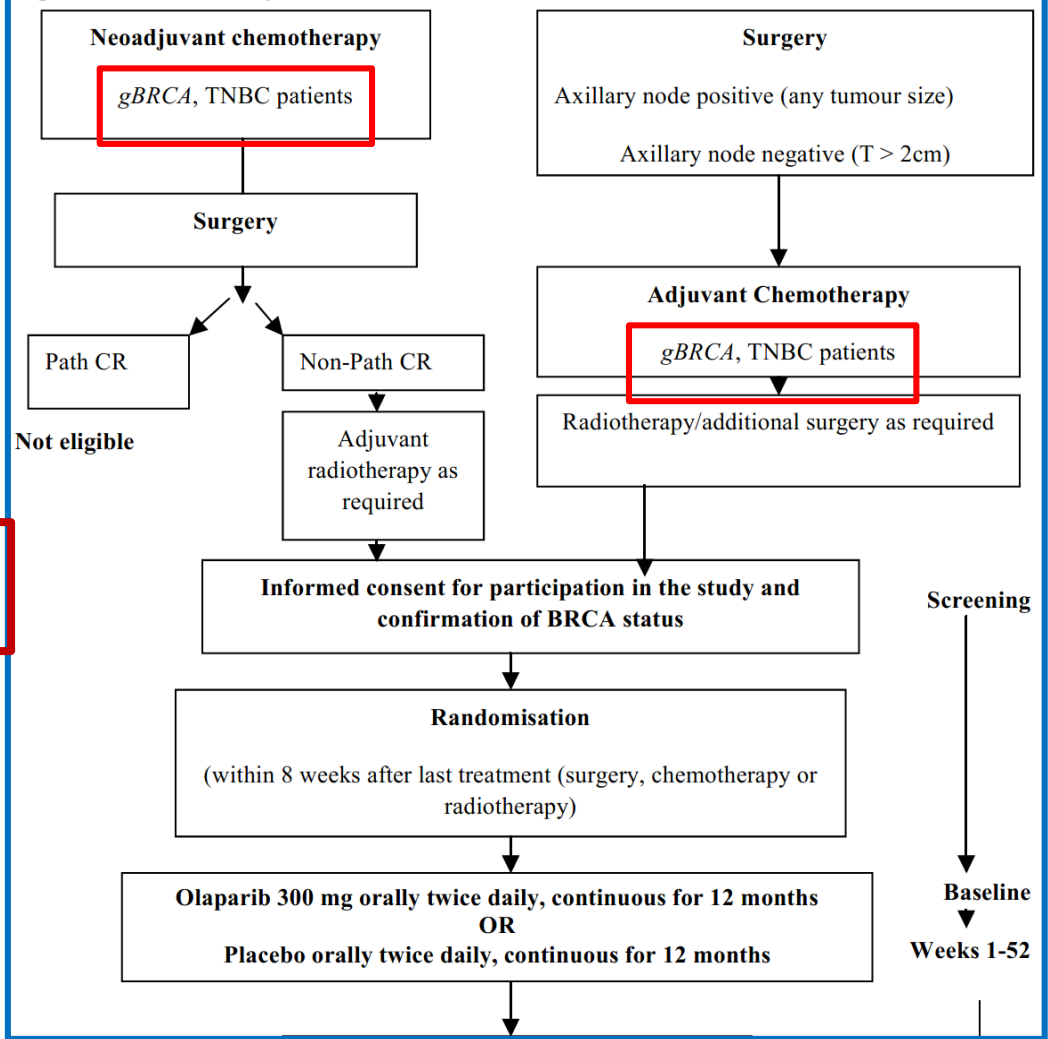 Neoadjuvant chemotherapy
gBRCA, TNBC patients
Surgery
Path CR
Not eligible
Non-Path CR
Adjuvant
radiotherapy as
required
Surgery
Axillary node positive (any tumour size)
Axillary node negative (T > 2cm)
Adjuvant Chemotherapy
gBRCA, TNBC patients
Radiotherapy/additional surgery as required
Informed consent for participation in the study and
confirmation of BRCA status
Screening
Randomisation
(within 8 weeks after last treatment (surgery, chemotherapy or
radiotherapy)
Olaparib 300 mg orally twice daily, continuous for 12 months
OR
Placebo orally twice daily, continuous for 12 months
Baseline
Weeks 1-52